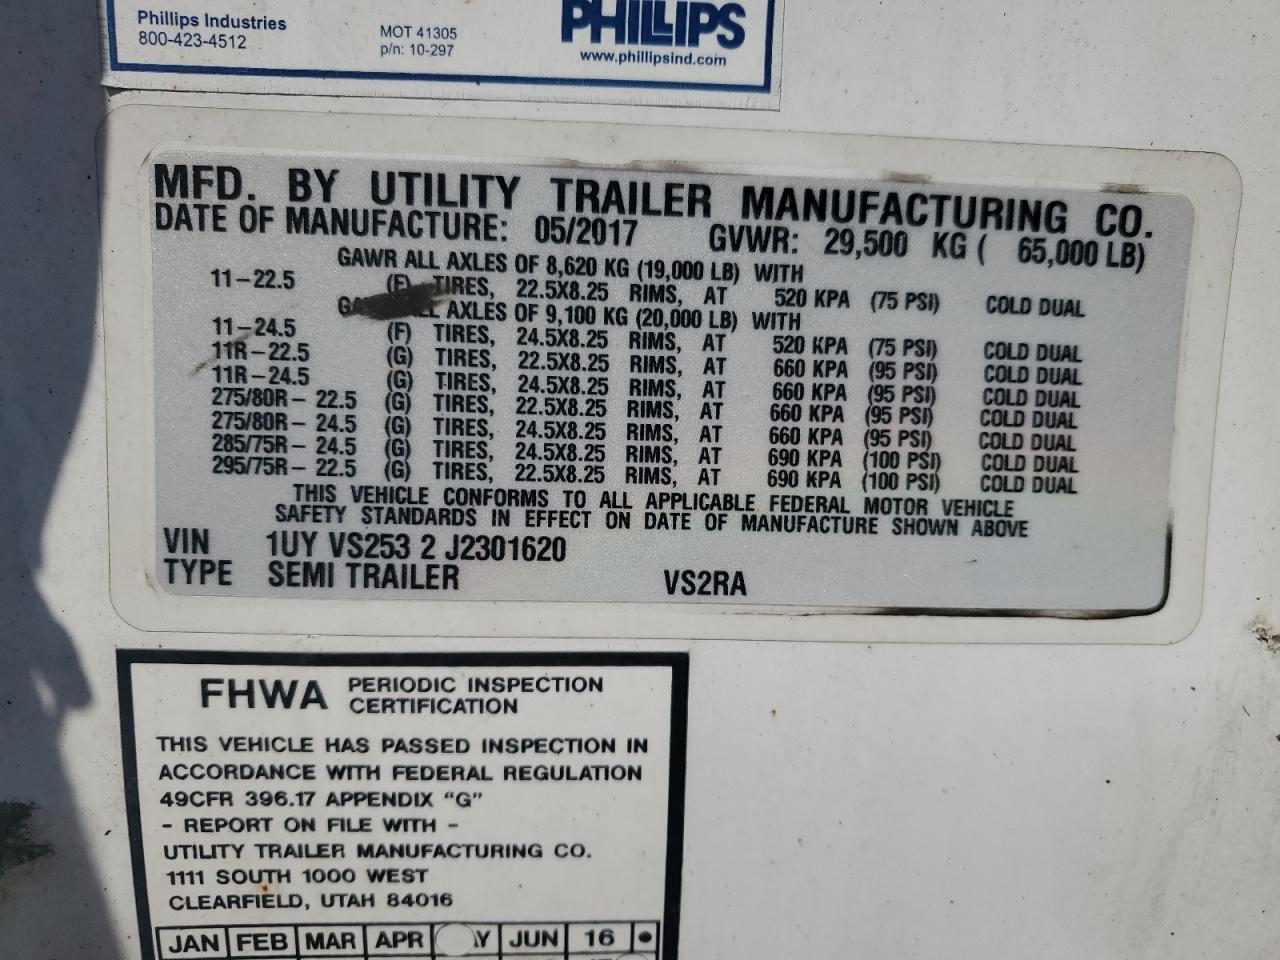 Phillips Industries
800-423-4512
MOT 41305
p/n: 10-297
PHILLIPS
www.phillipsind.com
MFD. BY UTILITY TRAILER MANUFACTURING CO.
DATE OF MANUFACTURE: 05/2017 GVWR: 29,500 KG ( 65,000 LB)
GAWR ALL AXLES OF 8,620 KG (19,000 LB) WITH
11-22.5 (F) TIRES, 22.5X8.25 RIMS, AT 520 KPA (75 PSI) COLD DUAL
ALL AXLES OF 9,100 KG (20,000 LB) WITH
11-24.5 (F) TIRES, 24.5X8.25 RIMS, AT 520 KPA (75 PSI) COLD DUAL
11R-22.5 (G) TIRES, 22.5X8.25 RIMS, AT 660 KPA (95 PSI) COLD DUAL
11R-24.5 (G) TIRES, 24.5X8.25 RIMS, AT 660 KPA (95 PSI) COLD DUAL
275/80R- 22.5 (G) TIRES, 22.5X8.25 RIMS, AT 660 KPA (95 PSI) COLD DUAL
275/80R- 24.5 (G) TIRES, 24.5X8.25 RIMS, AT 660 KPA (95 PSI) COLD DUAL
285/75R- 24.5 (G) TIRES, 24.5X8.25 RIMS, AT 690 KPA (100 PSI) COLD DUAL
295/75R- 22.5 (G) TIRES, 22.5X8.25 RIMS, AT 690 KPA (100 PSI) COLD DUAL
THIS VEHICLE CONFORMS TO ALL APPLICABLE FEDERAL MOTOR VEHICLE
SAFETY STANDARDS IN EFFECT ON DATE OF MANUFACTURE SHOWN ABOVE
VIN 1UY VS253 2 J2301620
TYPE SEMI TRAILER VS2RA
FHWA PERIODIC INSPECTION
CERTIFICATION
THIS VEHICLE HAS PASSED INSPECTION IN
ACCORDANCE WITH FEDERAL REGULATION
49CFR 396.17 APPENDIX "G"
- REPORT ON FILE WITH -
UTILITY TRAILER MANUFACTURING CO.
1111 SOUTH 1000 WEST
CLEARFIELD, UTAH 84016
JAN FEB MAR APR Y JUN 16 •